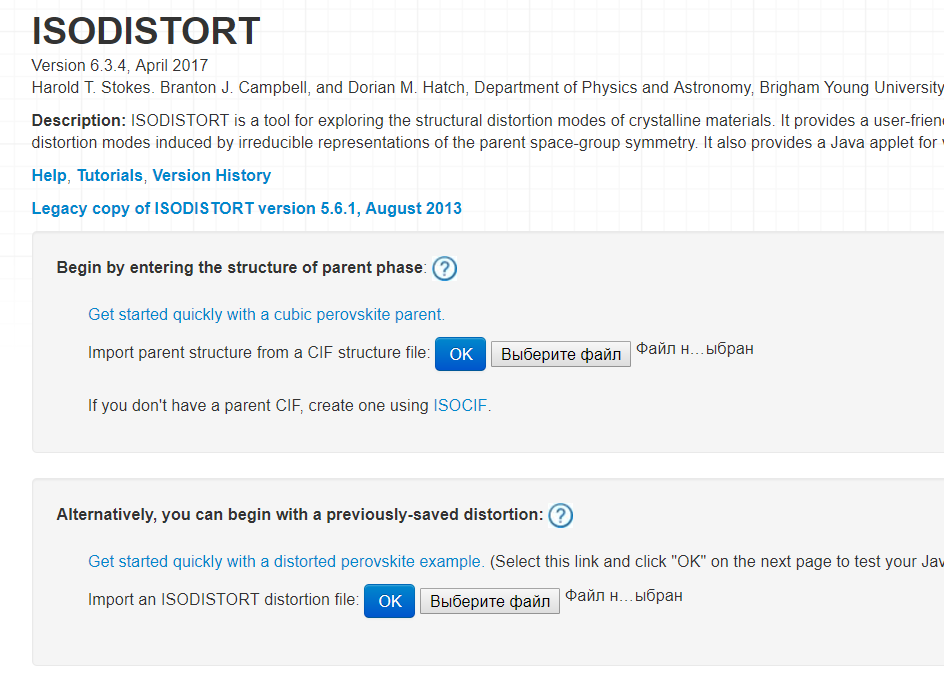 ISODISTORT
Version 6.3.4, April 2017
Harold T. Stokes. Branton J. Campbell, and Dorian M. Hatch, Department of Physics and Astronomy, Brigham Young University
Description: ISODISTORT is a tool for exploring the structural distortion modes of crystalline materials. It provides a user-frien
distortion modes induced by irreducible representations of the parent space-group symmetry. It also provides a Java applet for v
Help, Tutorials, Version History
Legacy copy of ISODISTORT version 5.6.1, August 2013
Begin by entering the structure of parent phase: ?
Get started quickly with a cubic perovskite parent.
Import parent structure from a CIF structure file: OK Выберите файл Файл н…ыбран
If you don't have a parent CIF, create one using ISOCIF.
Alternatively, you can begin with a previously-saved distortion: ?
Get started quickly with a distorted perovskite example. (Select this link and click "OK" on the next page to test your Jav
Import an ISODISTORT distortion file: OK Выберите файл Файл н…ыбран